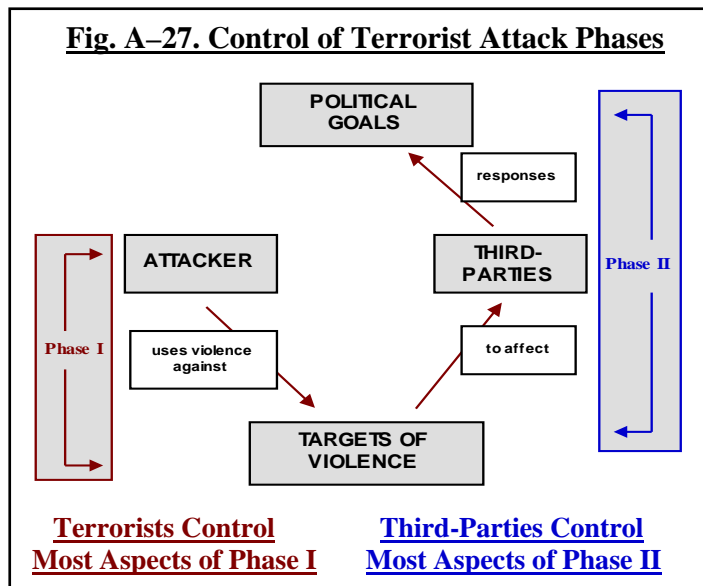 Fig. A–27. Control of Terrorist Attack Phases
POLITICAL
GOALS
responses
ATTACKER
THIRD-
PARTIES
Phase I
Phase II
uses violence
against
to affect
TARGETS OF
VIOLENCE
Terrorists Control
Most Aspects of Phase I
Third-Parties Control
Most Aspects of Phase II